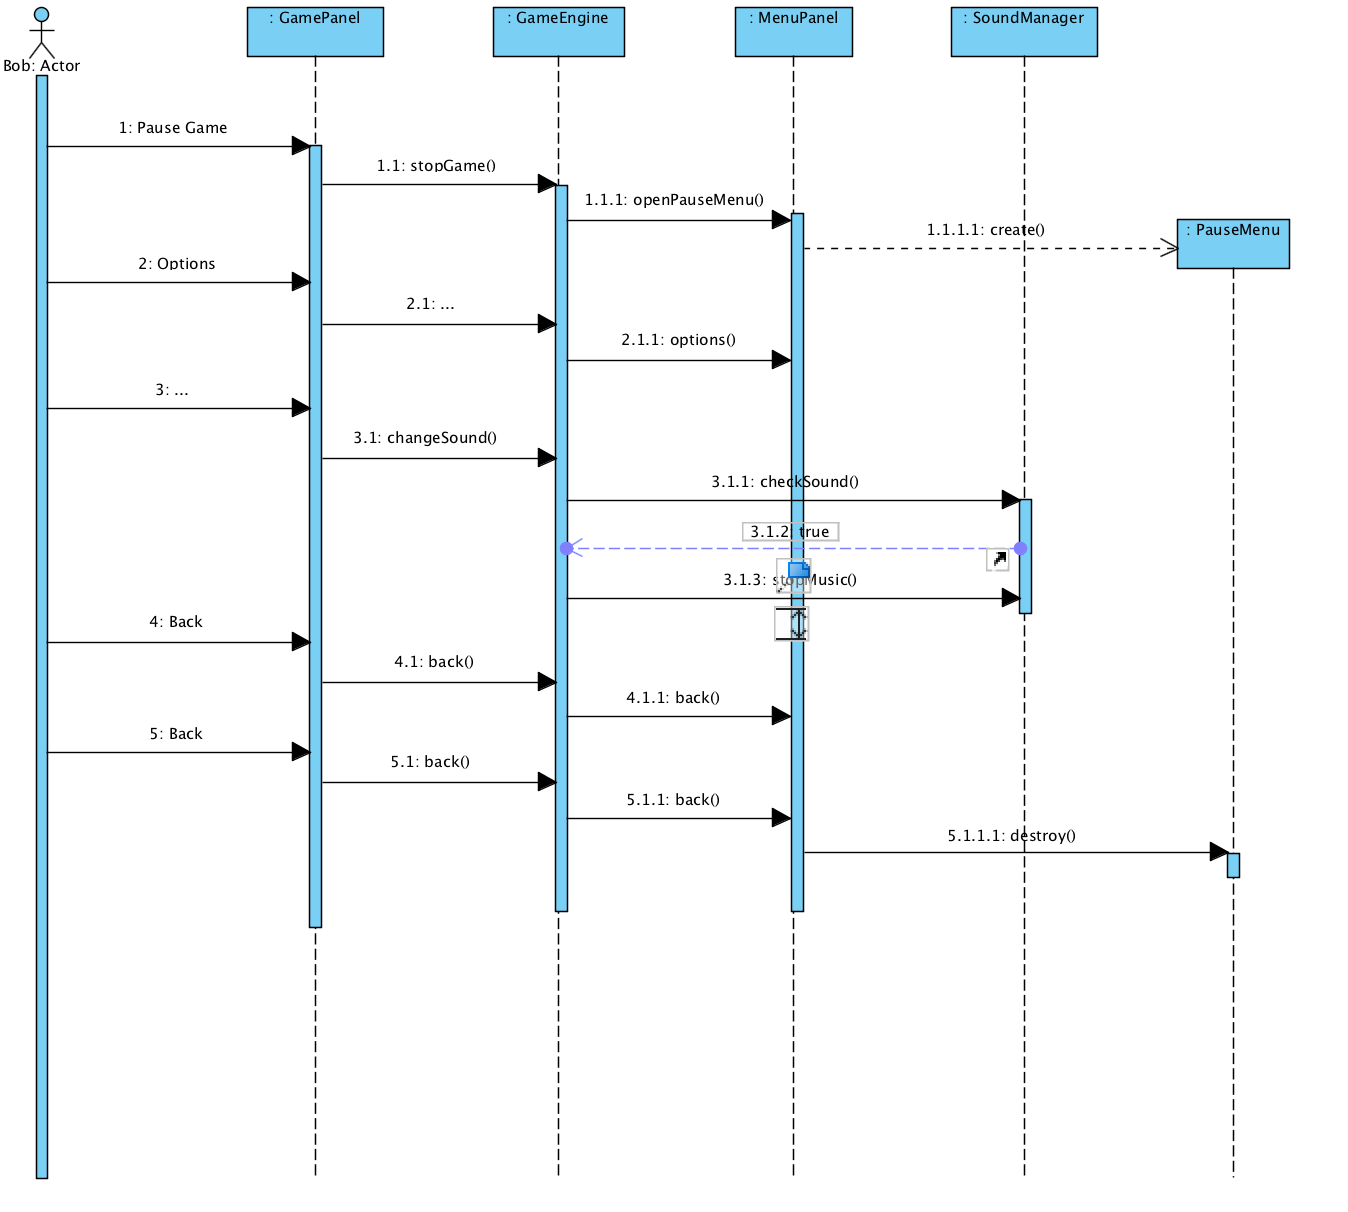 : GamePanel
: GameEngine
: MenuPanel
: SoundManager
Bob: Actor
1: Pause Game
1.1: stopGame()
1.1.1: openPauseMenu()
1.1.1.1: create()
: PauseMenu
2: Options
2.1: ...
2.1.1: options()
3: ...
3.1: changeSound()
3.1.1: checkSound()
3.1.2: true
3.1.3: stopMusic()
4: Back
4.1: back()
4.1.1: back()
5: Back
5.1: back()
5.1.1: back()
5.1.1.1: destroy()